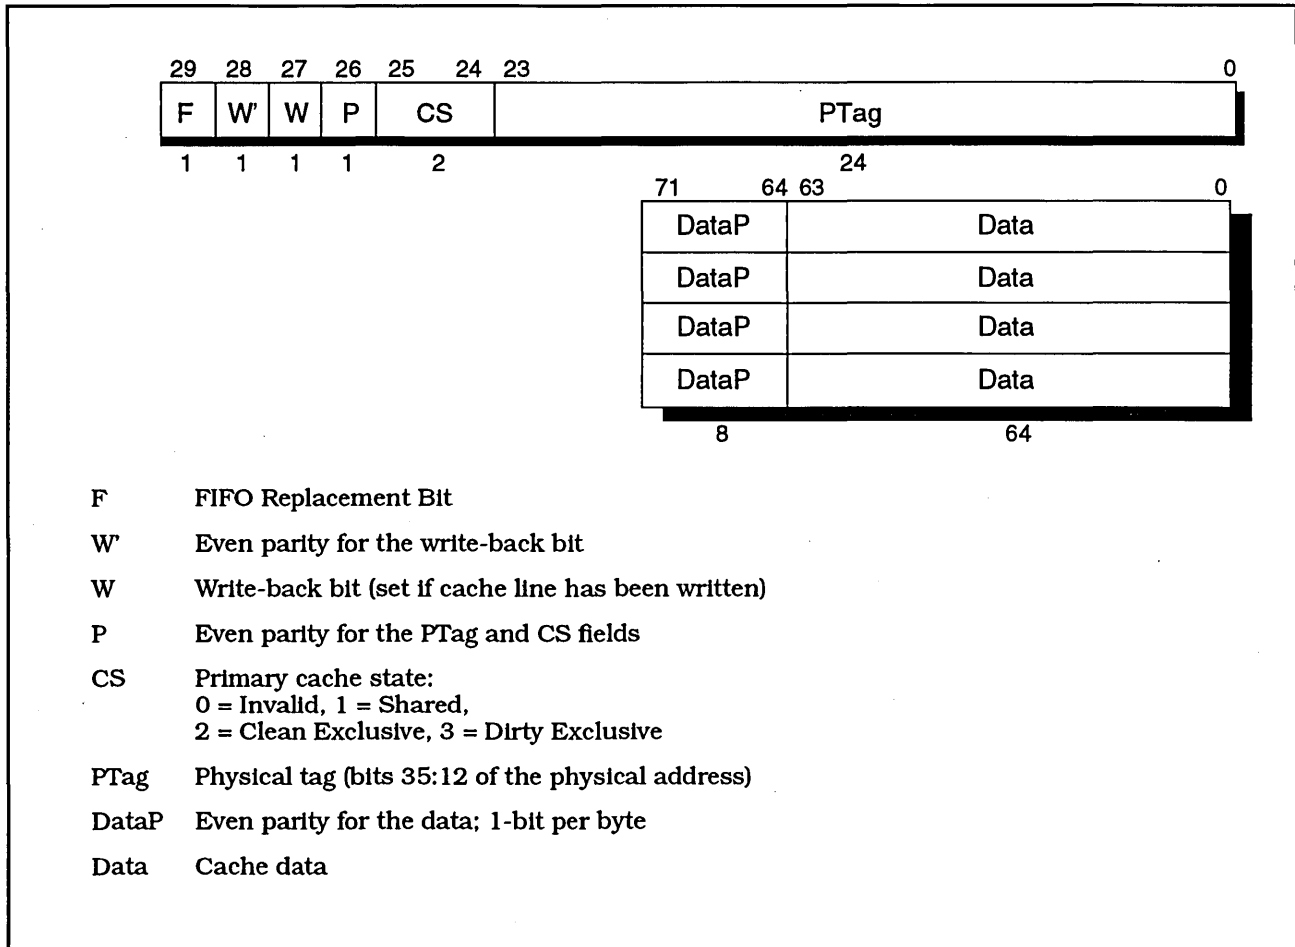 29 28 27 26 25 24 23 0
F W' W P CS PTag
1 1 1 1 2 24
71 64 63 0
DataP Data
DataP Data
DataP Data
DataP Data
8 64
F FIFO Replacement Bit
W' Even parity for the write-back bit
W Write-back bit (set if cache line has been written)
P Even parity for the PTag and CS fields
CS Primary cache state:
0 = Invalid, 1 = Shared,
2 = Clean Exclusive, 3 = Dirty Exclusive
PTag Physical tag (bits 35:12 of the physical address)
DataP Even parity for the data; 1-bit per byte
Data Cache data